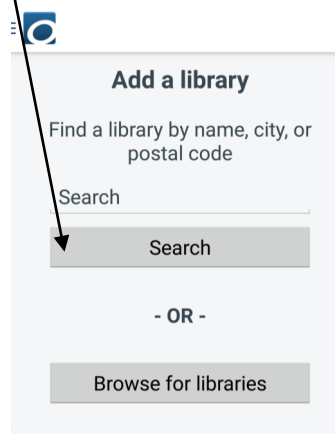 Add a library
Find a library by name, city, or
postal code
Search
Search
- OR -
Browse for libraries